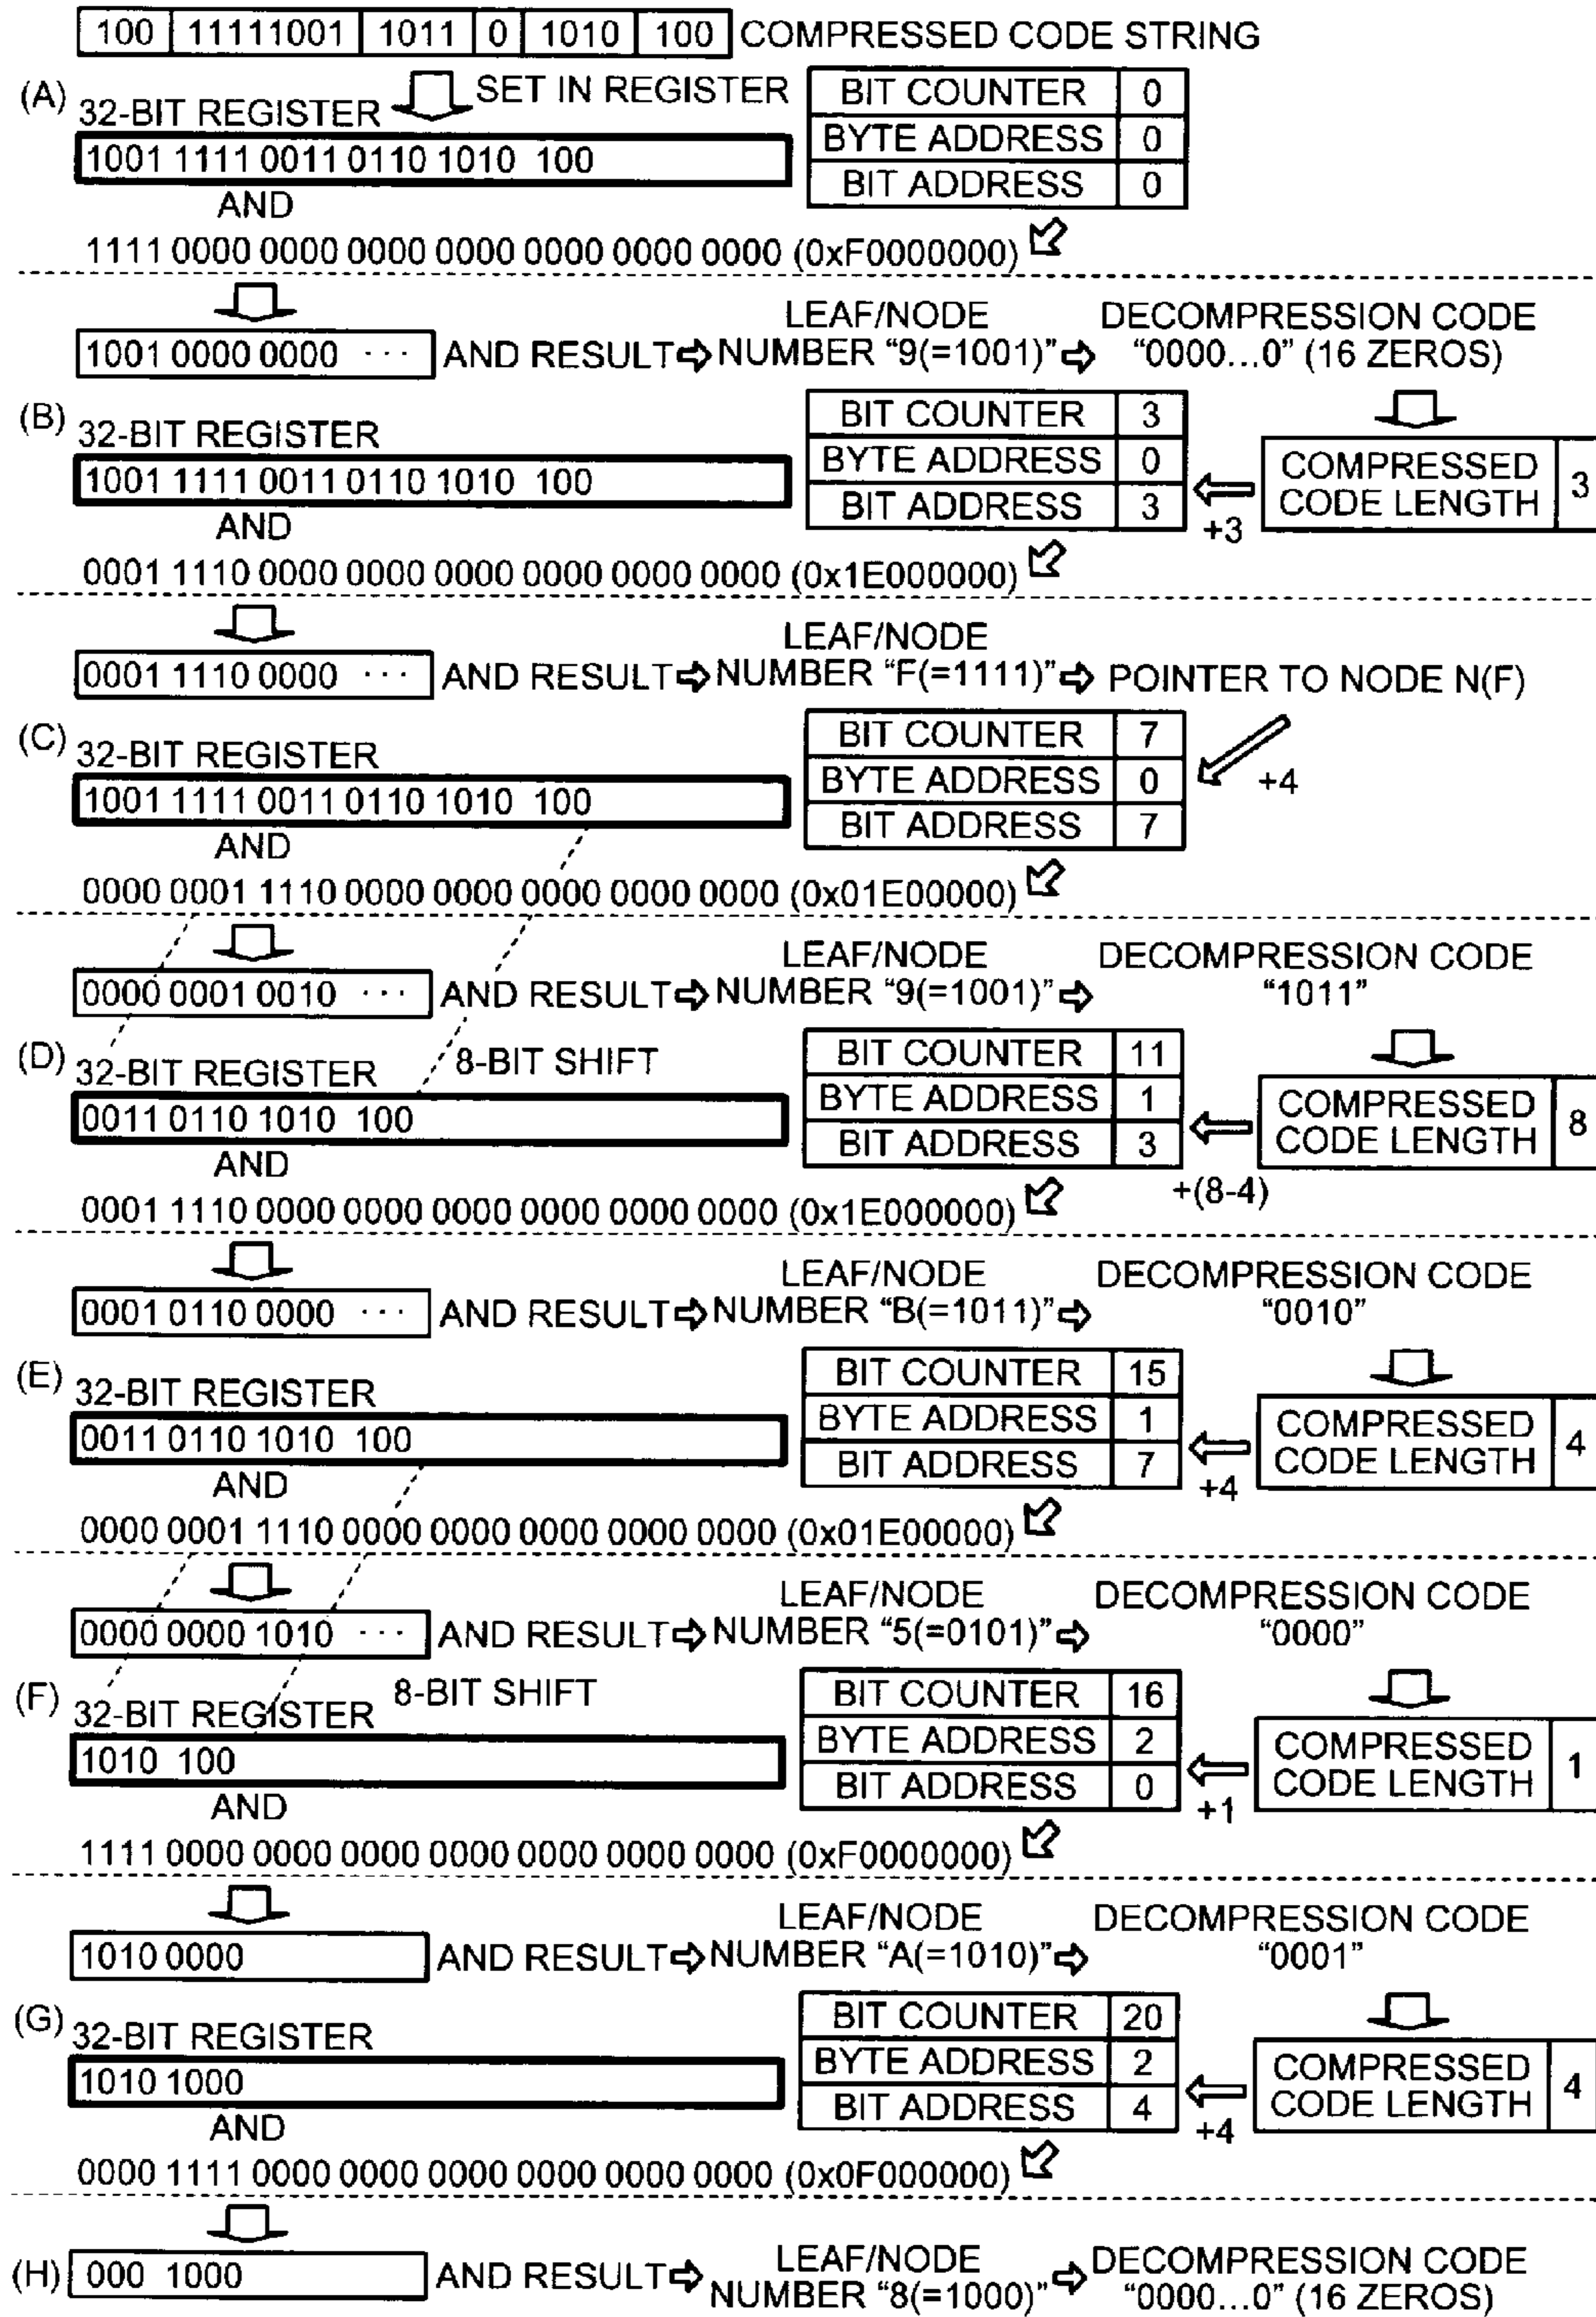 100 11111001 1011 0 1010 100 COMPRESSED CODE STRING
(A) 32-BIT REGISTER SET IN REGISTER
BIT COUNTER 0
BYTE ADDRESS 0
BIT ADDRESS 0
1001 1111 0011 0110 1010 100
AND
1111 0000 0000 0000 0000 0000 0000 0000 (0xF0000000)
1001 0000 0000 ··· AND RESULT
LEAF/NODE
NUMBER “9(=1001)”
DECOMPRESSION CODE
“0000...0” (16 ZEROS)
(B) 32-BIT REGISTER
1001 1111 0011 0110 1010 100
AND
0001 1110 0000 0000 0000 0000 0000 0000 (0x1E000000)
BIT COUNTER 3
BYTE ADDRESS 0
BIT ADDRESS 3
+3
COMPRESSED
CODE LENGTH 3
0001 1110 0000 ··· AND RESULT
LEAF/NODE
NUMBER “F(=1111)”
POINTER TO NODE N(F)
(C) 32-BIT REGISTER
1001 1111 0011 0110 1010 100
AND
0000 0001 1110 0000 0000 0000 0000 0000 (0x01E00000)
BIT COUNTER 7
BYTE ADDRESS 0
BIT ADDRESS 7
+4
0000 0001 0010 ··· AND RESULT
LEAF/NODE
NUMBER “9(=1001)”
DECOMPRESSION CODE
“1011”
(D) 32-BIT REGISTER 8-BIT SHIFT
0011 0110 1010 100
AND
0001 1110 0000 0000 0000 0000 0000 0000 (0x1E000000)
BIT COUNTER 11
BYTE ADDRESS 1
BIT ADDRESS 3
+(8-4)
COMPRESSED
CODE LENGTH 8
0001 0110 0000 ··· AND RESULT
LEAF/NODE
NUMBER “B(=1011)”
DECOMPRESSION CODE
“0010”
(E) 32-BIT REGISTER
0011 0110 1010 100
AND
0000 0001 1110 0000 0000 0000 0000 0000 (0x01E00000)
BIT COUNTER 15
BYTE ADDRESS 1
BIT ADDRESS 7
+4
COMPRESSED
CODE LENGTH 4
0000 0000 1010 ··· AND RESULT
LEAF/NODE
NUMBER “5(=0101)”
DECOMPRESSION CODE
“0000”
(F) 32-BIT REGISTER 8-BIT SHIFT
1010 100
AND
1111 0000 0000 0000 0000 0000 0000 0000 (0xF0000000)
BIT COUNTER 16
BYTE ADDRESS 2
BIT ADDRESS 0
+1
COMPRESSED
CODE LENGTH 1
1010 0000 AND RESULT
LEAF/NODE
NUMBER “A(=1010)”
DECOMPRESSION CODE
“0001”
(G) 32-BIT REGISTER
1010 1000
AND
0000 1111 0000 0000 0000 0000 0000 0000 (0x0F000000)
BIT COUNTER 20
BYTE ADDRESS 2
BIT ADDRESS 4
+4
COMPRESSED
CODE LENGTH 4
(H) 000 1000 AND RESULT
LEAF/NODE
NUMBER “8(=1000)”
DECOMPRESSION CODE
“0000...0” (16 ZEROS)